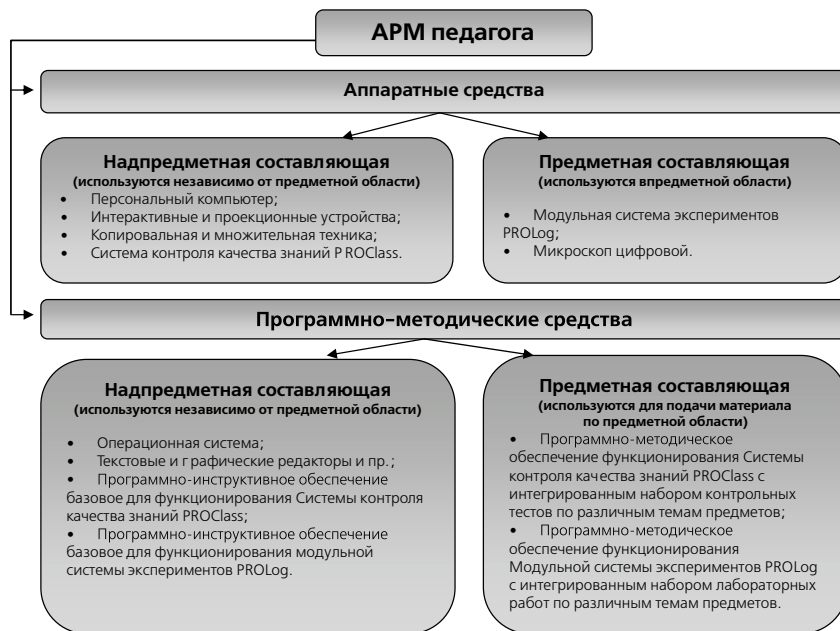 АРМ педагога
Аппаратные средства
Надпредметная составляющая
(используются независимо от предметной области)
• Персональный компьютер;
• Интерактивные и проекционные устройства;
• Копировальная и множительная техника;
• Система контроля качества знаний PROClass.
Предметная составляющая
(используются впредметной области)
• Модульная система экспериментов
PROLog;
• Микроскоп цифровой.
Программно-методические средства
Надпредметная составляющая
(используются независимо от предметной области)
• Операционная система;
• Текстовые и графические редакторы и пр.;
• Программно-инструктивное обеспечение
базовое для функционирования Системы контроля
качества знаний PROClass;
• Программно-инструктивное обеспечение
базовое для функционирования модульной
системы экспериментов PROLog.
Предметная составляющая
(используются для подачи материала
по предметной области)
• Программно-методическое
обеспечение функционирования Системы
контроля качества знаний PROClass с
интегрированным набором контрольных
тестов по различным темам предметов;
• Программно-методическое
обеспечение функционирования
Модульной системы экспериментов PROLog
с интегрированным набором лабораторных
работ по различным темам предметов.